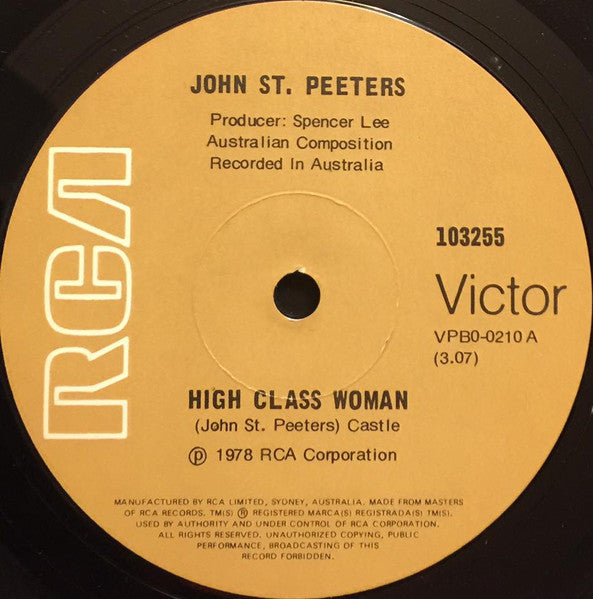 JOHN ST. PEETERS
Producer: Spencer Lee
Australian Composition
Recorded In Australia
RCA
103255
Victor
VPB0-0210 A
(3.07)
HIGH CLASS WOMAN
(John St. Peeters) Castle
℗ 1978 RCA Corporation
MANUFACTURED BY RCA LIMITED, SYDNEY, AUSTRALIA. MADE FROM MASTERS
OF RCA RECORDS. TM(S) ® REGISTERED MARCA(S) REGISTRADA(S) TM(S).
USED BY AUTHORITY AND UNDER CONTROL OF RCA CORPORATION.
ALL RIGHTS RESERVED. UNAUTHORIZED COPYING, PUBLIC
PERFORMANCE, BROADCASTING OF THIS
RECORD FORBIDDEN.